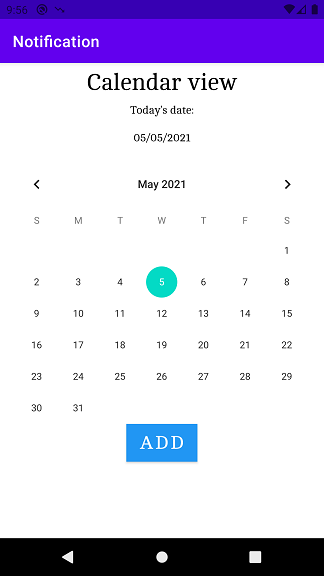 9:56
Notification
Calendar view
Today's date:
05/05/2021
May 2021
S M T W T F S
1
2 3 4 5 6 7 8
9 10 11 12 13 14 15
16 17 18 19 20 21 22
23 24 25 26 27 28 29
30 31
ADD